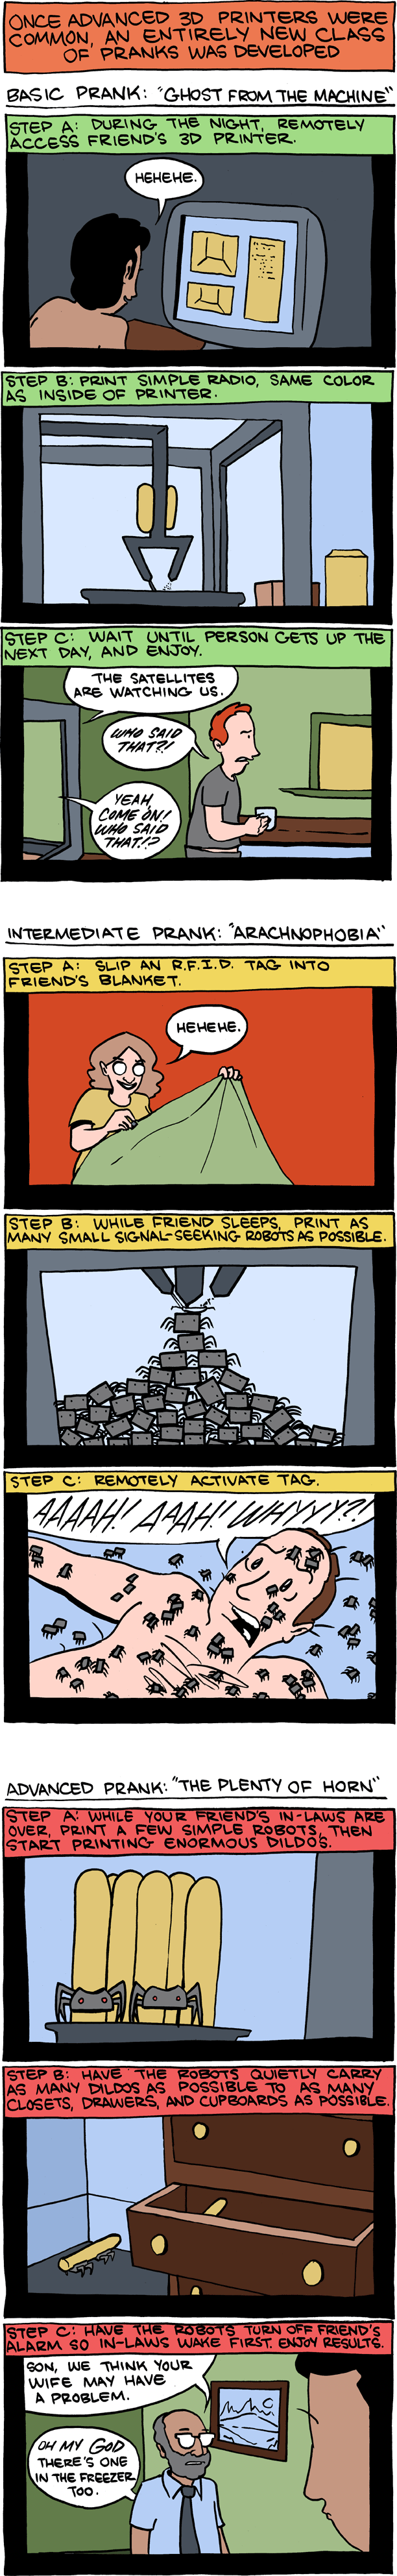 ONCE ADVANCED 3D PRINTERS WERE
COMMON, AN ENTIRELY NEW CLASS
OF PRANKS WAS DEVELOPED
BASIC PRANK: "GHOST FROM THE MACHINE"
STEP A: DURING THE NIGHT, REMOTELY
ACCESS FRIEND'S 3D PRINTER.
HEHEHE.
STEP B: PRINT SIMPLE RADIO, SAME COLOR
AS INSIDE OF PRINTER.
STEP C: WAIT UNTIL PERSON GETS UP THE
NEXT DAY, AND ENJOY.
THE SATELLITES
ARE WATCHING US.
WHO SAID
THAT?!
YEAH,
COME ON!
WHO SAID
THAT!?
INTERMEDIATE PRANK: "ARACHNOPHOBIA"
STEP A: SLIP AN R.F.I.D. TAG INTO
FRIEND'S BLANKET.
HEHEHE.
STEP B: WHILE FRIEND SLEEPS, PRINT AS
MANY SMALL SIGNAL-SEEKING ROBOTS AS POSSIBLE.
STEP C: REMOTELY ACTIVATE TAG.
AAAAH! AAAH! WHYYY?!
ADVANCED PRANK: "THE PLENTY OF HORN"
STEP A: WHILE YOUR FRIEND'S IN-LAWS ARE
OVER, PRINT A FEW SIMPLE ROBOTS, THEN
START PRINTING ENORMOUS DILDO'S.
STEP B: HAVE THE ROBOTS QUIETLY CARRY
AS MANY DILDOS AS POSSIBLE TO AS MANY
CLOSETS, DRAWERS, AND CUPBOARDS AS POSSIBLE.
STEP C: HAVE THE ROBOTS TURN OFF FRIEND'S
ALARM SO IN-LAWS WAKE FIRST. ENJOY RESULTS.
SON, WE THINK YOUR
WIFE MAY HAVE
A PROBLEM.
OH MY GOD
THERE'S ONE
IN THE FREEZER
TOO.